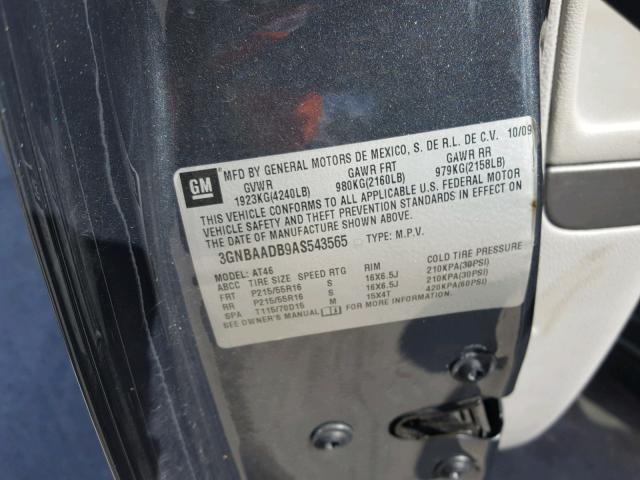 GM MFD BY GENERAL MOTORS DE MEXICO, S. DE R.L. DE C.V. 10/09
GVWR GAWR FRT GAWR RR
1923KG(4240LB) 980KG(2160LB) 979KG(2158LB)
THIS VEHICLE CONFORMS TO ALL APPLICABLE U.S. FEDERAL MOTOR
VEHICLE SAFETY AND THEFT PREVENTION STANDARDS IN EFFECT ON
THE DATE OF MANUFACTURE SHOWN ABOVE.
3GNBAADB9AS543565 TYPE: M.P.V.
MODEL: AT46
ABCC TIRE SIZE SPEED RTG RIM COLD TIRE PRESSURE
FRT P215/55R16 S 16X6.5J 210KPA(30PSI)
RR P215/55R16 S 16X6.5J 210KPA(30PSI)
SPA T115/70D15 M 15X4T 420KPA(60PSI)
SEE OWNER'S MANUAL FOR MORE INFORMATION.